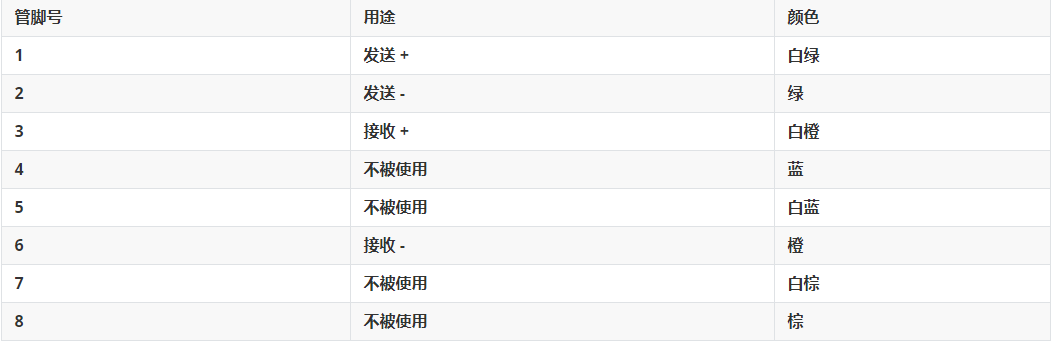 管脚号 用途 颜色
1 发送 + 白绿
2 发送 - 绿
3 接收 + 白橙
4 不被使用 蓝
5 不被使用 白蓝
6 接收 - 橙
7 不被使用 白棕
8 不被使用 棕